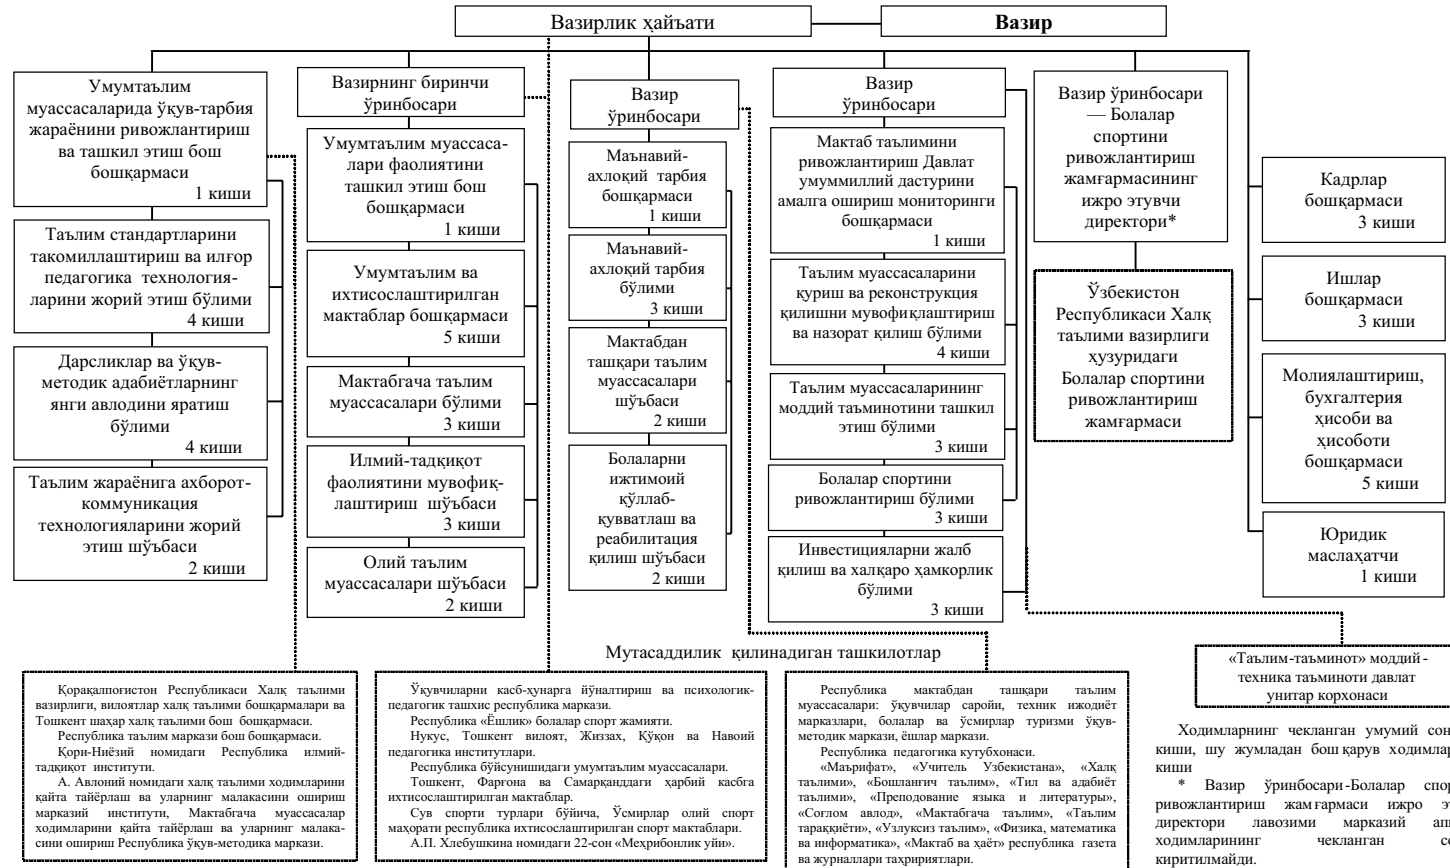 Вазирлик ҳайъати
Вазир
Умумтаълим
муассасаларида ўқув-тарбия
жараёнини ривожлантириш
ва ташкил этиш бош
бошқармаси
1 киши
Таълим стандартларини
такомиллаштириш ва илғор
педагогика технология-
ларини жорий этиш бўлими
4 киши
Дарсликлар ва ўқув-
методик адабиётларнинг
янги авлодини яратиш
бўлими
4 киши
Таълим жараёнига ахборот-
коммуникация
технологияларини жорий
этиш шўъбаси
2 киши
Вазирнинг биринчи
ўринбосари
Умумтаълим муассаса-
лари фаолиятини
ташкил этиш бош
бошқармаси
1 киши
Умумтаълим ва
ихтисослаштирилган
мактаблар бошқармаси
5 киши
Мактабгача таълим
муассасалари бўлими
3 киши
Илмий-тадқиқот
фаолиятини мувофиқ-
лаштириш шўъбаси
3 киши
Олий таълим
муассасалари шўъбаси
2 киши
Вазир
ўринбосари
Маънавий-
ахлоқий тарбия
бошқармаси
1 киши
Маънавий-
ахлоқий тарбия
бўлими
3 киши
Мактабдан
ташқари таълим
муассасалари
шўъбаси
2 киши
Болаларни
ижтимоий
қўллаб-
қувватлаш ва
реабилитация
қилиш шўъбаси
2 киши
Вазир
ўринбосари
Мактаб таълимини
ривожлантириш Давлат
умуммиллий дастурини
амалга ошириш мониторинги
бошқармаси
1 киши
Таълим муассасаларини
қуриш ва реконструкция
қилишни мувофиқлаштириш
ва назорат қилиш бўлими
4 киши
Таълим муассасаларининг
моддий таъминотини ташкил
этиш бўлими
3 киши
Болалар спортини
ривожлантириш бўлими
3 киши
Инвестицияларни жалб
қилиш ва халқаро ҳамкорлик
бўлими
3 киши
Вазир ўринбосари
— Болалар
спортини
ривожлантириш
жамғармасининг
ижро этувчи
директори*
Ўзбекистон
Республикаси Халқ
таълими вазирлиги
ҳузуридаги
Болалар спортини
ривожлантириш
жамғармаси
Кадрлар
бошқармаси
3 киши
Ишлар
бошқармаси
3 киши
Молиялаштириш,
бухгалтерия
ҳисоби ва
ҳисоботи
бошқармаси
5 киши
Юридик
маслаҳатчи
1 киши
Мутасаддилик қилинадиган ташкилотлар
Қорақалпоғистон Республикаси Халқ таълими
вазирлиги, вилоятлар халқ таълими бошқармалари ва
Тошкент шаҳар халқ таълими бош бошқармаси.
Республика таълим маркази бош бошқармаси.
Қори-Ниёзий номидаги Республика илмий-
тадқиқот институти.
А. Авлоний номидаги халқ таълими ходимларини
қайта тайёрлаш ва уларнинг малакасини ошириш
марказий институти, Мактабгача муассасалар
ходимларини қайта тайёрлаш ва уларнинг малака-
сини ошириш Республика ўқув-методика маркази.
Ўқувчиларни касб-ҳунарга йўналтириш ва психологик-
педагогик ташхис республика маркази.
Республика «Ёшлик» болалар спорт жамияти.
Нукус, Тошкент вилоят, Жиззах, Қўқон ва Навоий
педагогика институтлари.
Республика бўйсунишидаги умумтаълим муассасалари.
Тошкент, Фарғона ва Самарқанддаги ҳарбий касбга
ихтисослаштирилган мактаблар.
Сув спорти турлари бўйича, Ўсмирлар олий спорт
маҳорати республика ихтисослаштирилган спорт мактаблари.
А.П. Хлебушкина номидаги 22-сон «Меҳрибонлик уйи».
Республика мактабдан ташқари таълим
муассасалари: ўқувчилар саройи, техник ижодиёт
марказлари, болалар ва ўсмирлар туризми ўқув-
методик маркази, ёшлар маркази.
Республика педагогика кутубхонаси.
«Маърифат», «Учитель Узбекистана», «Халқ
таълими», «Бошланғич таълим», «Тил ва адабиёт
таълими», «Преподование языка и литературы»,
«Соғлом авлод», «Мактабгача таълим», «Таълим
тараққиёти», «Узлуксиз таълим», «Физика, математика
ва информатика», «Мактаб ва ҳаёт» республика газета
ва журналлари таҳририятлари.
«Таълим-таъминот» моддий-
техника таъминоти давлат
унитар корхонаси
Ходимларнинг чекланган умумий сон
киши, шу жумладан бошқарув ходимлар
киши
* Вазир ўринбосари-Болалар спор
ривожлантириш жамғармаси ижро эт
директори лавозими марказий апп
ходимларининг чекланган со
киритилмайди.